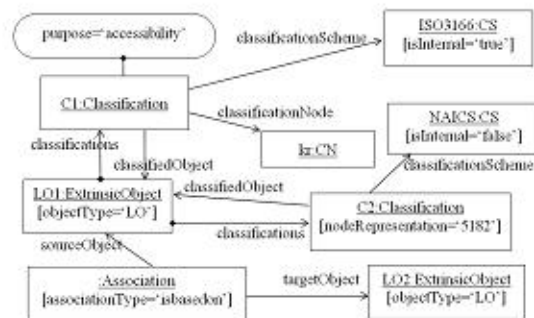 purpose='accessibility'
ISO3166:CS
[isInternal='true']
classificationScheme
C1:Classification
classificationNode
kr:CN
NAICS:CS
[isInternal='false']
classificationScheme
classifications
classifiedObject
LO1:ExtrinsicObject
[objectType='LO']
classifiedObject
C2:Classification
[nodeRepresentation='5182']
classifications
sourceObject
:Association
[associationType='isbasedon']
targetObject
LO2 ExtrinsicObject
[objectType='LO']